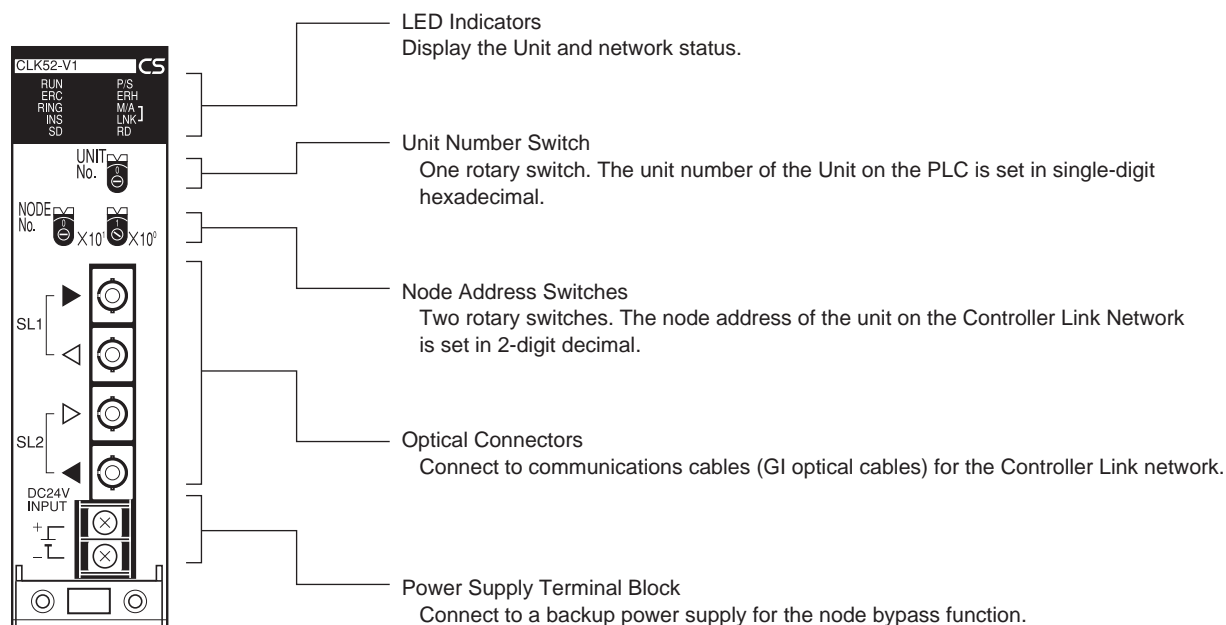 LED Indicators
Display the Unit and network status.
CLK52-V1 CS
RUN P/S
ERC ERH
RING M/A
INS LNK
SD RD
Unit Number Switch
One rotary switch. The unit number of the Unit on the PLC is set in single-digit
hexadecimal.
UNIT
No.
0
NODE
No.
0 X10¹ 1 X10⁰
Node Address Switches
Two rotary switches. The node address of the unit on the Controller Link Network
is set in 2-digit decimal.
SL1
SL2
Optical Connectors
Connect to communications cables (GI optical cables) for the Controller Link network.
DC24V
INPUT
+
−
Power Supply Terminal Block
Connect to a backup power supply for the node bypass function.